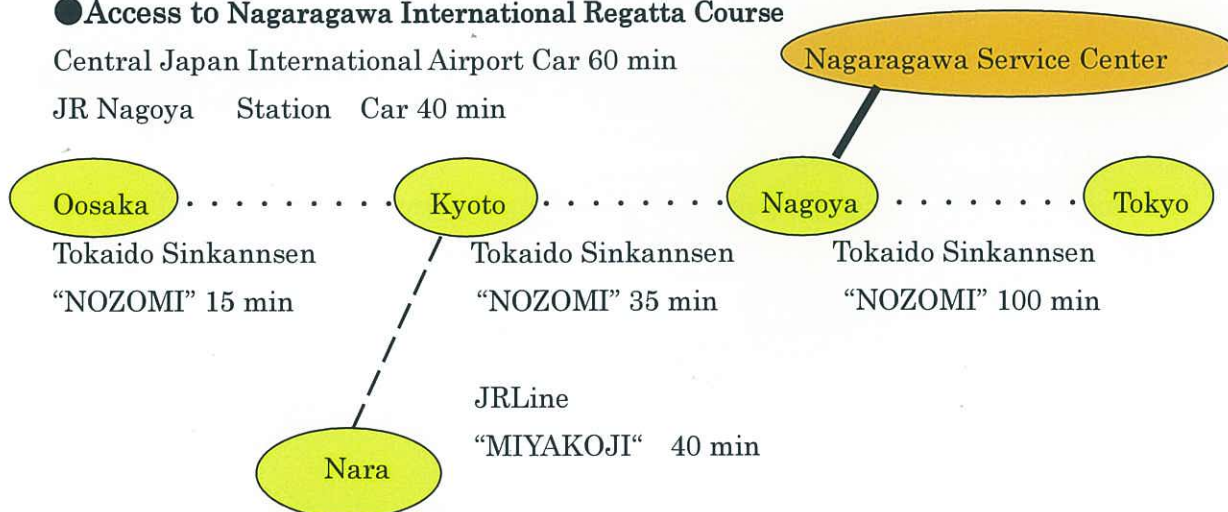 ●Access to Nagaragawa International Regatta Course
Central Japan International Airport Car 60 min
JR Nagoya Station Car 40 min
Nagaragawa Service Center
Oosaka
Kyoto
Nagoya
Tokyo
Tokaido Sinkannsen
“NOZOMI” 15 min
Tokaido Sinkannsen
“NOZOMI” 35 min
Tokaido Sinkannsen
“NOZOMI” 100 min
JRLine
“MIYAKOJI“ 40 min
Nara